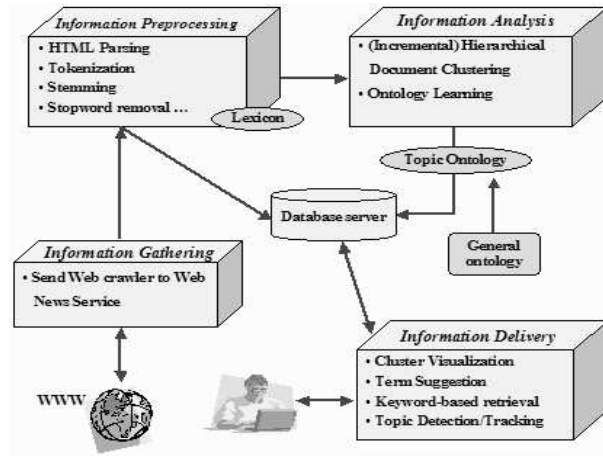 Information Preprocessing
• HTML Parsing
• Tokenization
• Stemming
• Stopword removal ...
Lexicon
Information Analysis
• (Incremental) Hierarchical
Document Clustering
• Ontology Learning
Topic Ontology
Database server
General
ontology
Information Gathering
• Send Web crawler to Web
News Service
WWW
Information Delivery
• Cluster Visualization
• Term Suggestion
• Keyword-based retrieval
• Topic Detection/Tracking